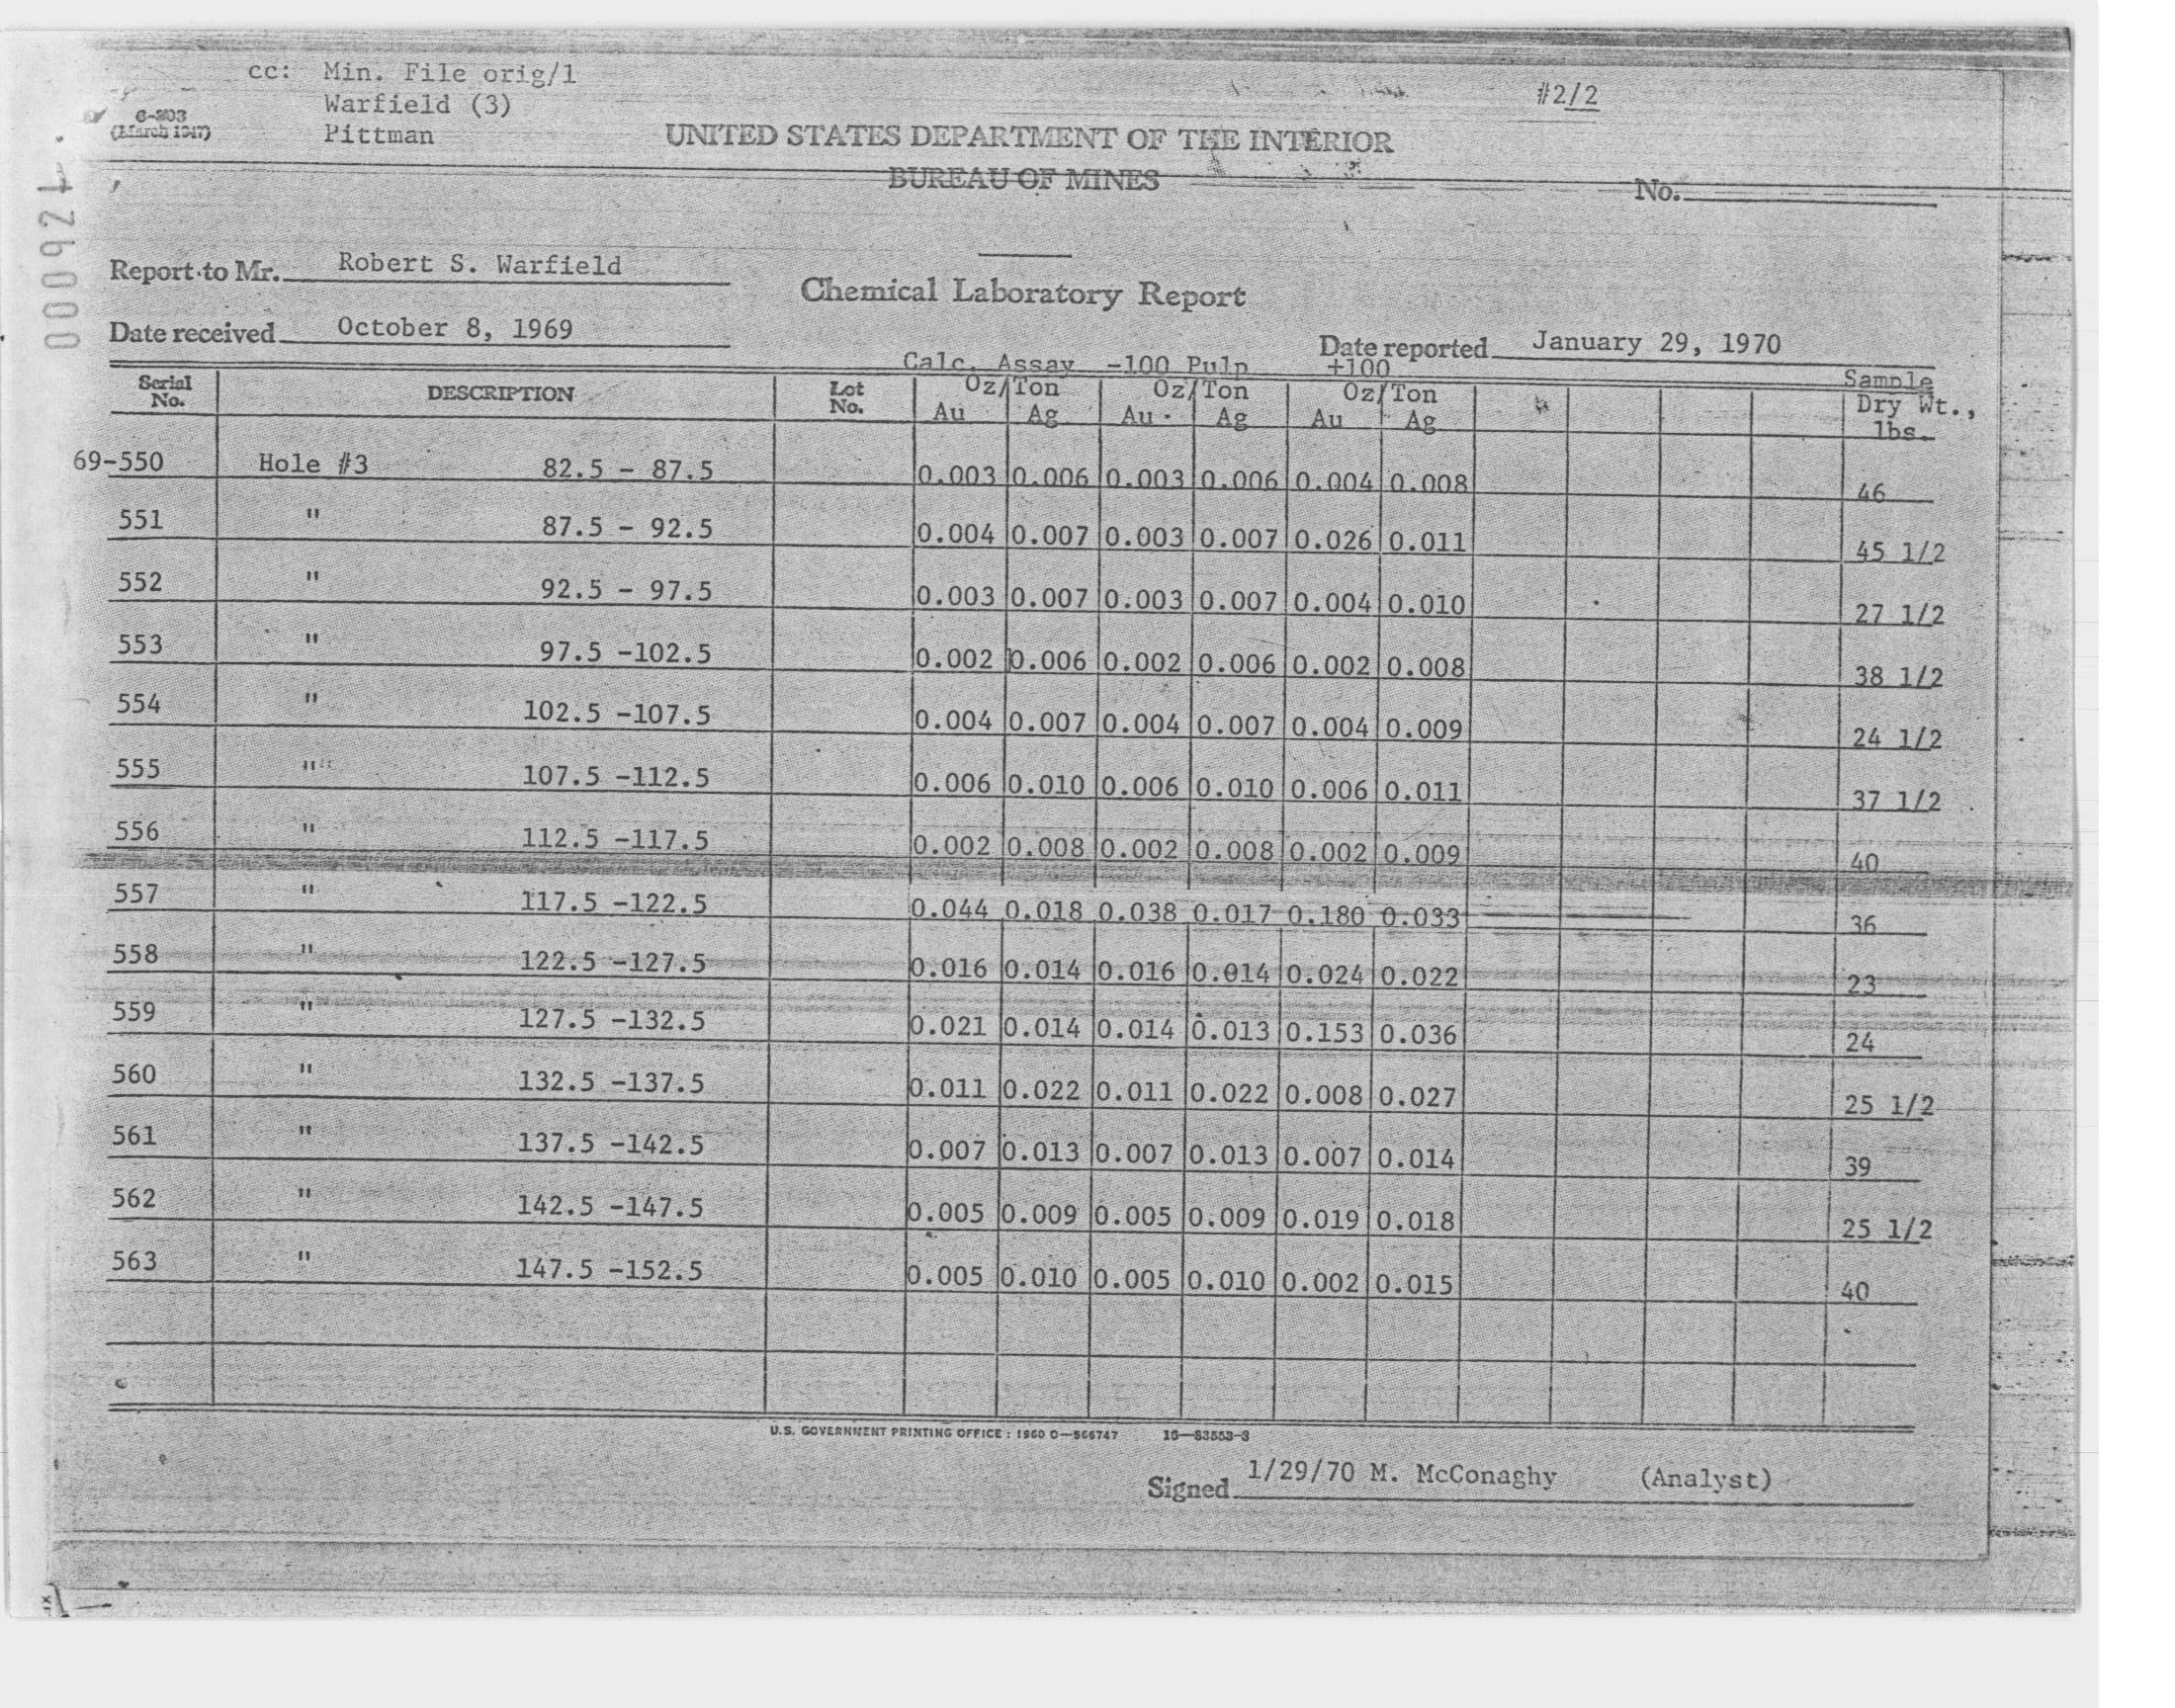 cc: Min. File orig/1
Warfield (3)
Pittman
#2/2
6-203
(March 1947)
UNITED STATES DEPARTMENT OF THE INTERIOR
BUREAU OF MINES
No.
Report to Mr. Robert S. Warfield
Chemical Laboratory Report
Date received October 8, 1969
Date reported January 29, 1970
Calc. Assay -100 Pulp +100 Sample
Serial No. DESCRIPTION Lot No. Oz/Ton Oz/Ton Oz/Ton Dry Wt., lbs.
Au Ag Au Ag Au Ag
69-550 Hole #3 82.5 - 87.5 0.003 0.006 0.003 0.006 0.004 0.008 46
551 " 87.5 - 92.5 0.004 0.007 0.003 0.007 0.026 0.011 45 1/2
552 " 92.5 - 97.5 0.003 0.007 0.003 0.007 0.004 0.010 27 1/2
553 " 97.5 -102.5 0.002 0.006 0.002 0.006 0.002 0.008 38 1/2
554 " 102.5 -107.5 0.004 0.007 0.004 0.007 0.004 0.009 24 1/2
555 " 107.5 -112.5 0.006 0.010 0.006 0.010 0.006 0.011 37 1/2
556 " 112.5 -117.5 0.002 0.008 0.002 0.008 0.002 0.009 40
557 " 117.5 -122.5 0.044 0.018 0.038 0.017 0.180 0.033 36
558 " 122.5 -127.5 0.016 0.014 0.016 0.014 0.024 0.022 23
559 " 127.5 -132.5 0.021 0.014 0.014 0.013 0.153 0.036 24
560 " 132.5 -137.5 0.011 0.022 0.011 0.022 0.008 0.027 25 1/2
561 " 137.5 -142.5 0.007 0.013 0.007 0.013 0.007 0.014 39
562 " 142.5 -147.5 0.005 0.009 0.005 0.009 0.019 0.018 25 1/2
563 " 147.5 -152.5 0.005 0.010 0.005 0.010 0.002 0.015 40
U.S. GOVERNMENT PRINTING OFFICE : 1960 O—566747 16—83553-3
Signed 1/29/70 M. McConaghy (Analyst)